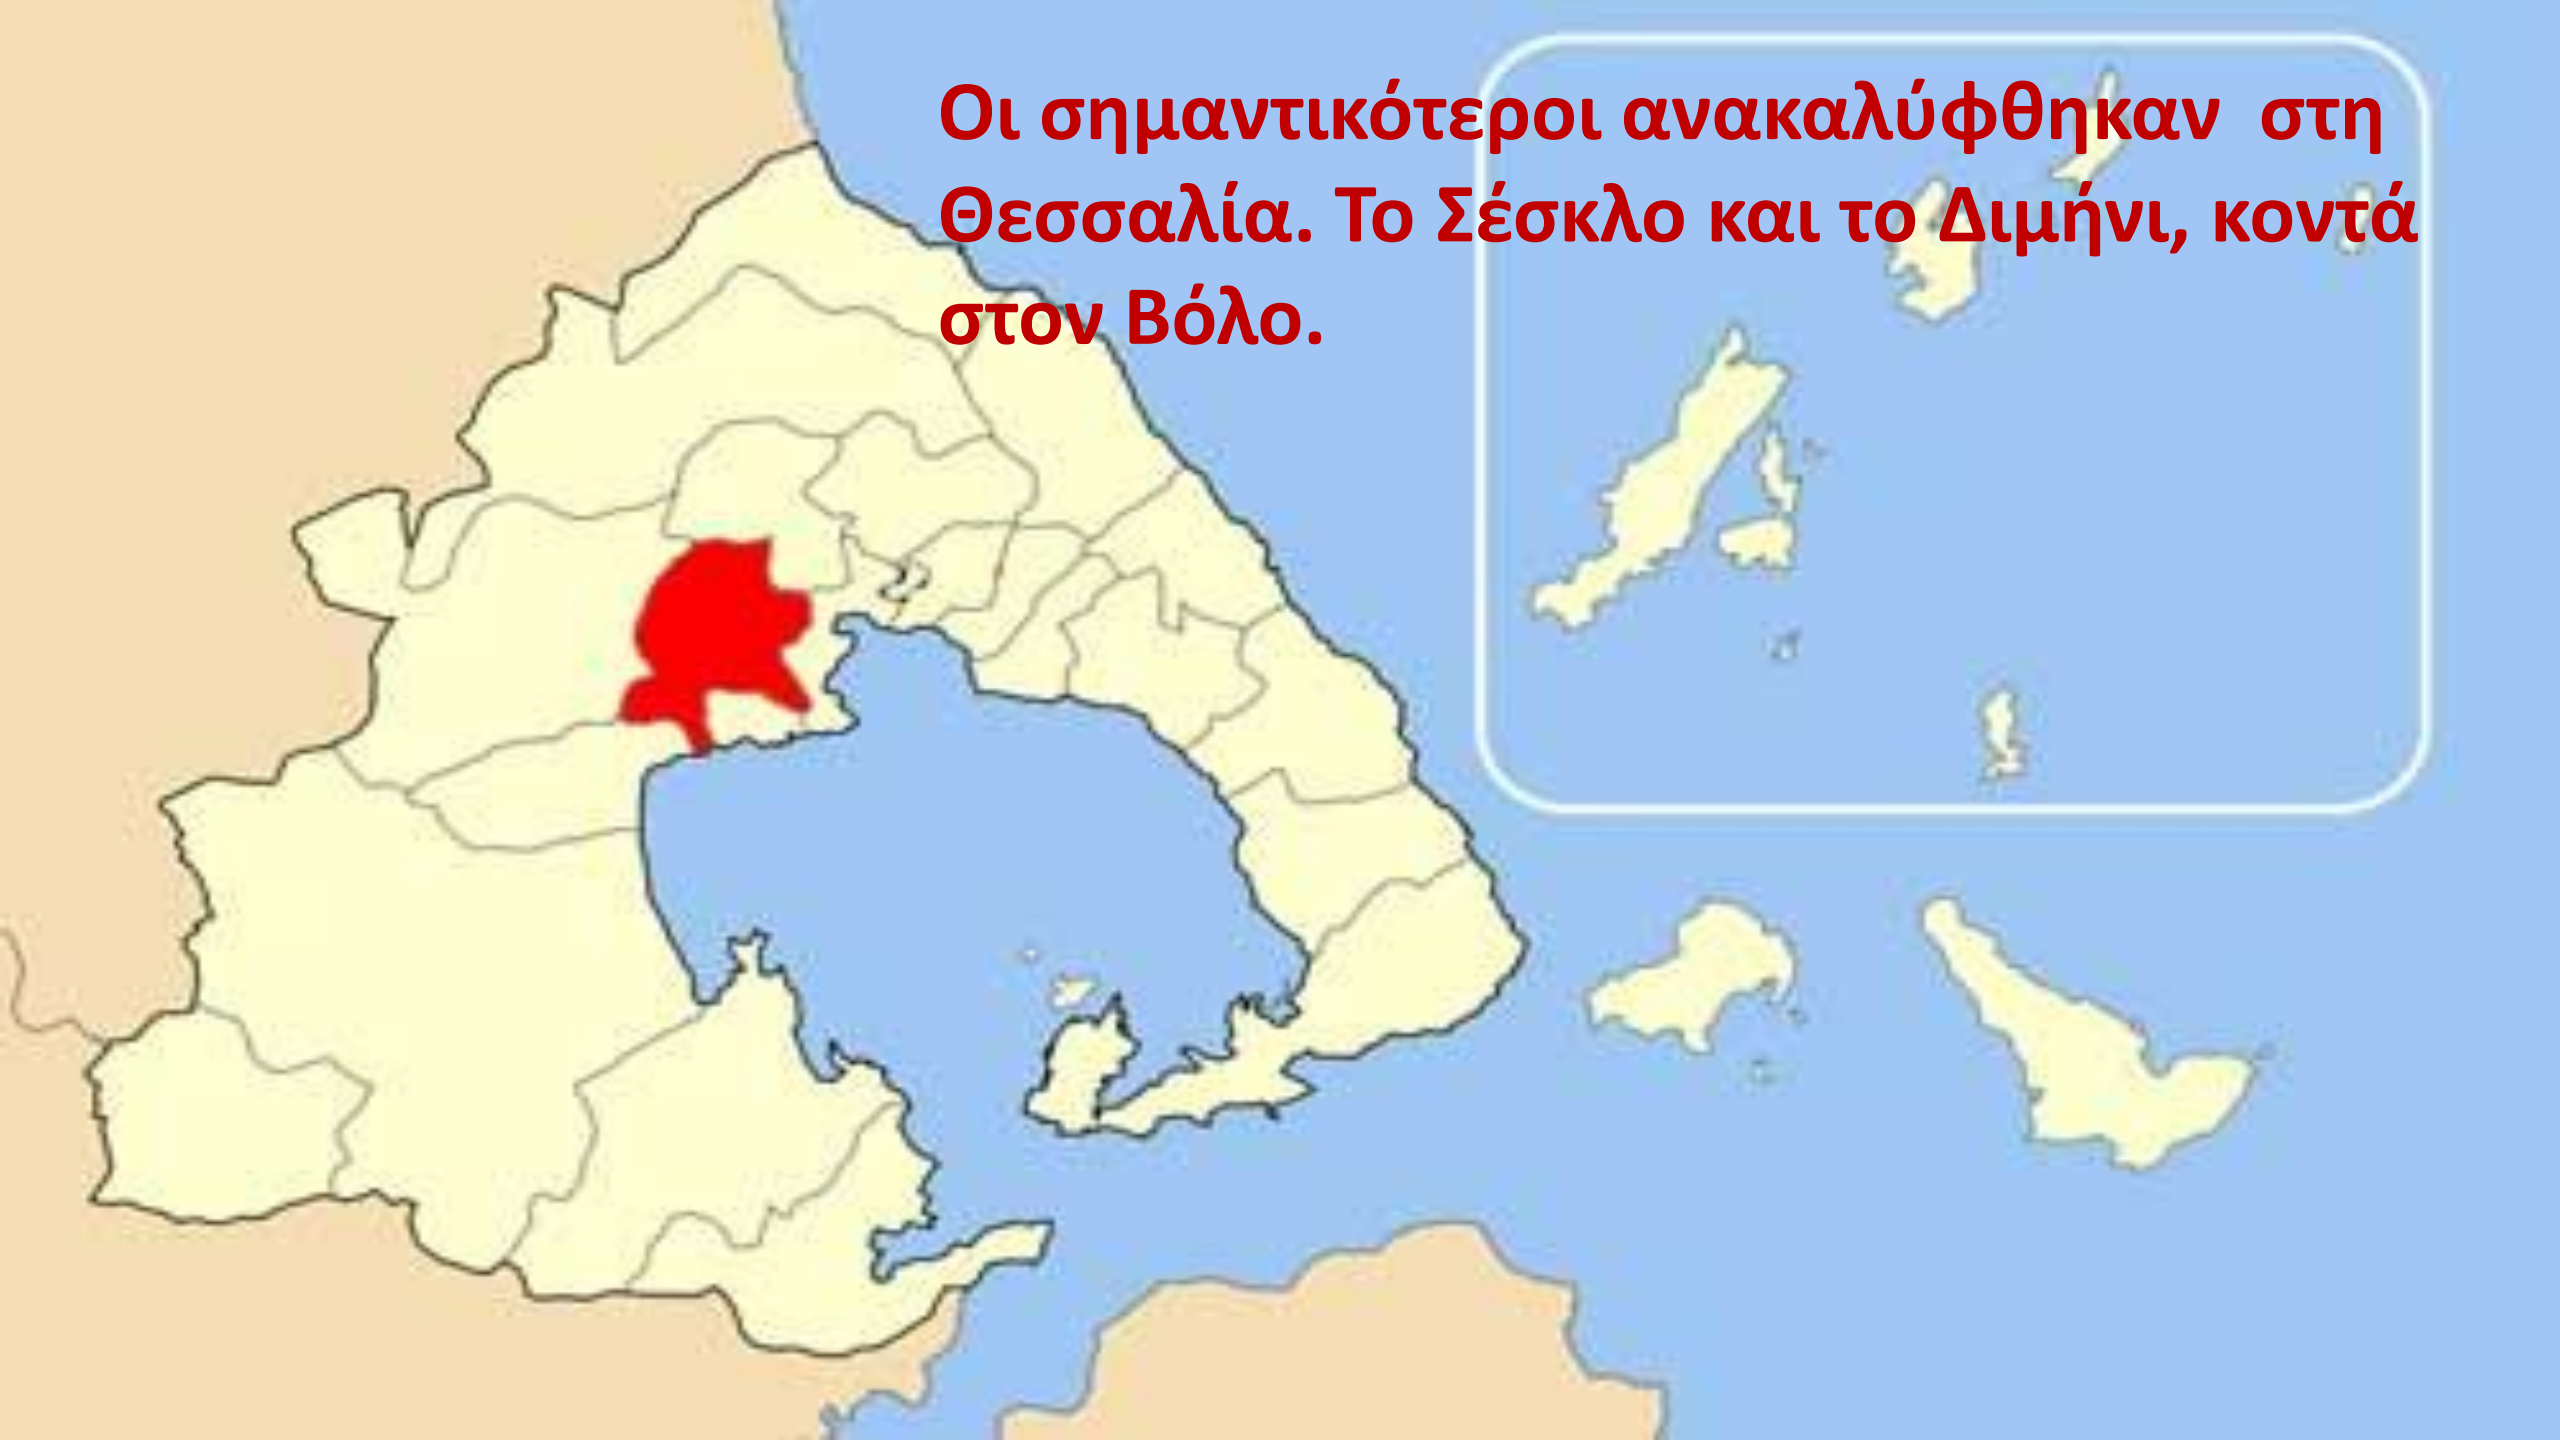 Οι σημαντικότεροι ανακαλύφθηκαν  στη
Θεσσαλία. Το Σέσκλο και το Διμήνι, κοντά
στον Βόλο.